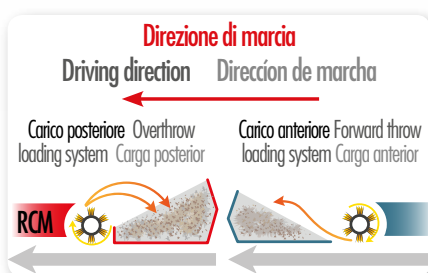 Direzione di marcia
Driving direction Direccíon de marcha
Carico posteriore Overthrow
loading system Carga posterior
Carico anteriore Forward throw
loading system Carga anterior
RCM